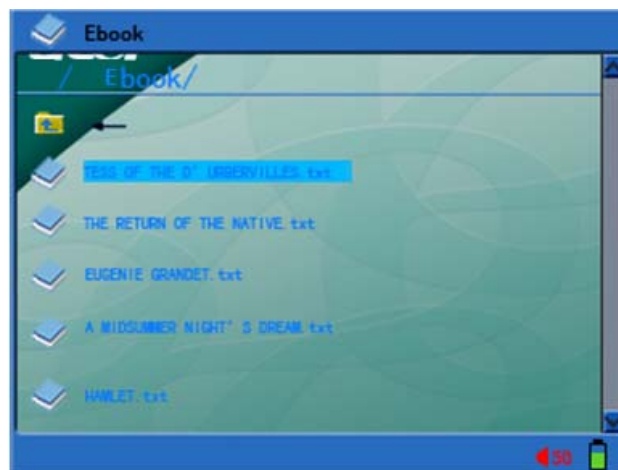 Ebook
/ Ebook/
TESS OF THE D' URBERVILLES.txt
THE RETURN OF THE NATIVE.txt
EUGENIE GRANDET.txt
A MIDSUMMER NIGHT' S DREAM.txt
HAMLET.txt
30